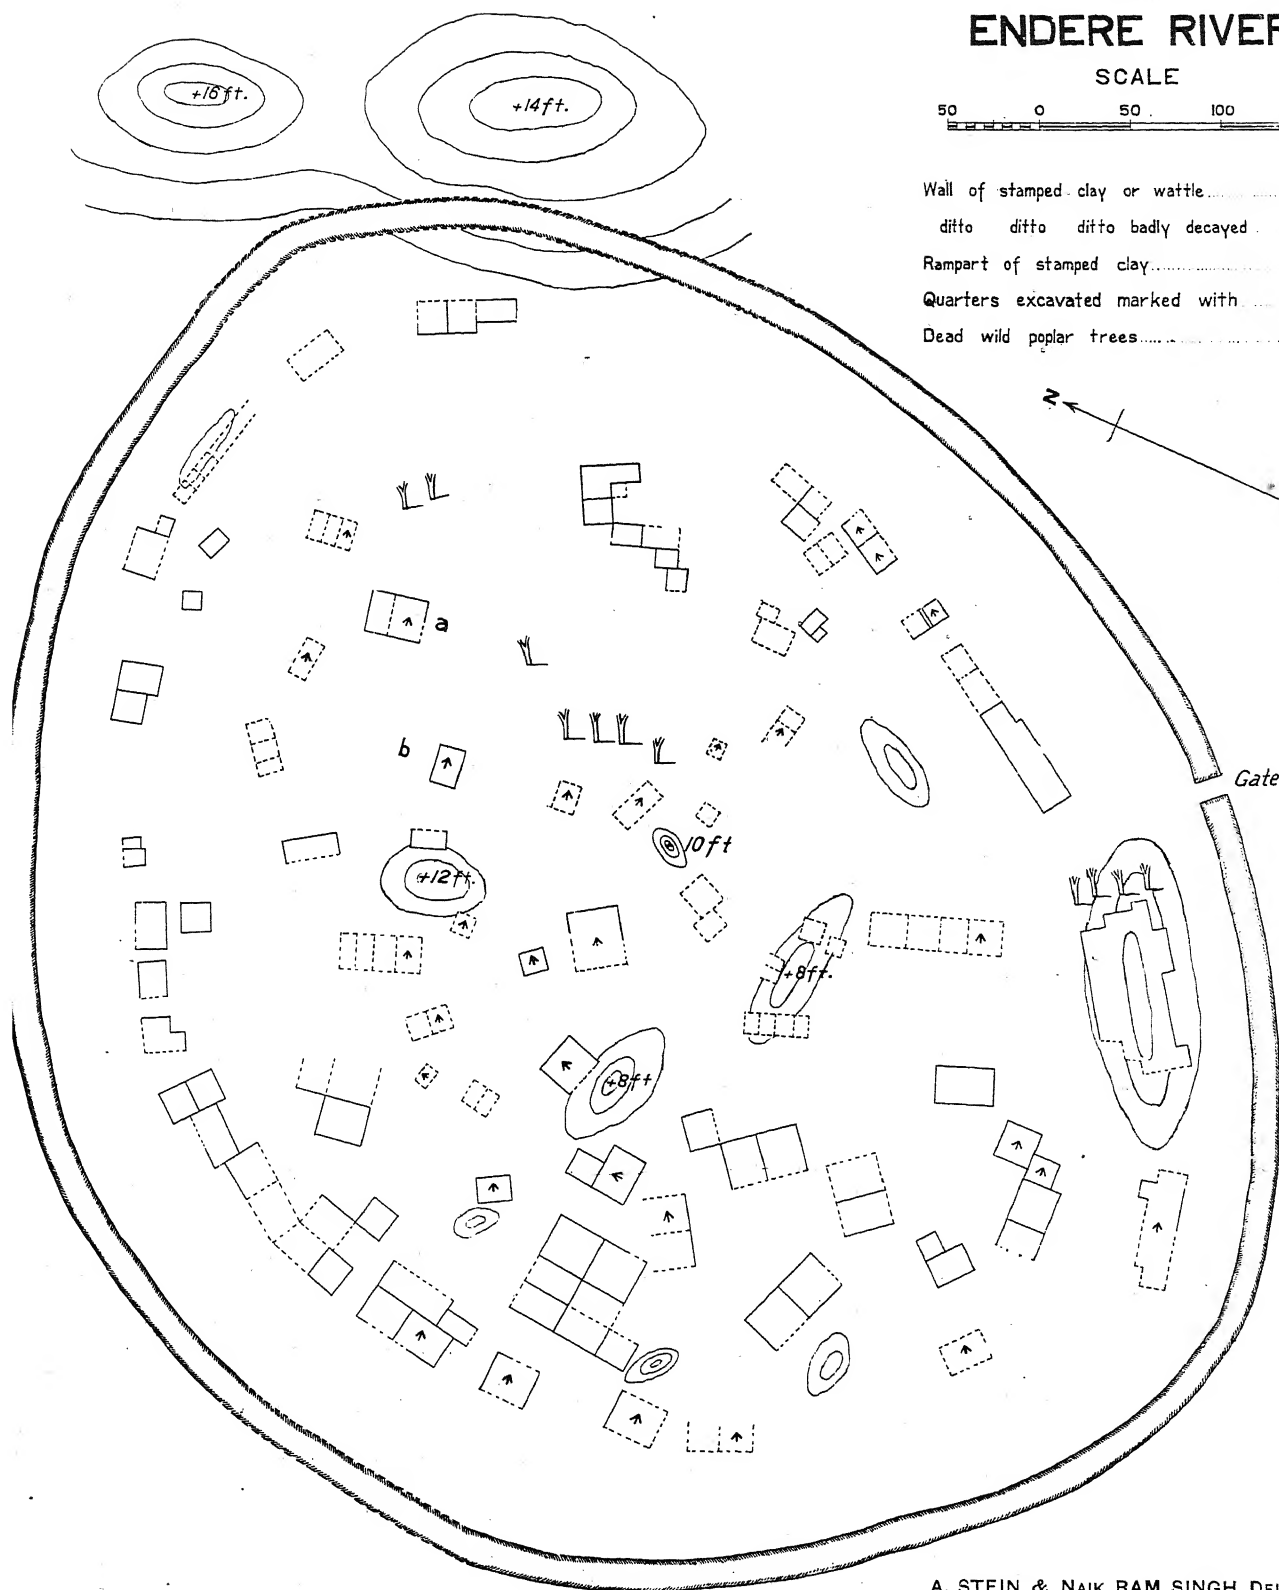 ENDERE RIVER
SCALE
50 0 50 100
+16 ft.
+14 ft.
Wall of stamped clay or wattle
ditto ditto ditto badly decayed
Rampart of stamped clay
Quarters excavated marked with
Dead wild poplar trees
N
a
b
Gate
10 ft
+12 ft.
+8 ft.
+8 ft
A. STEIN & NAIK RAM SINGH DEL